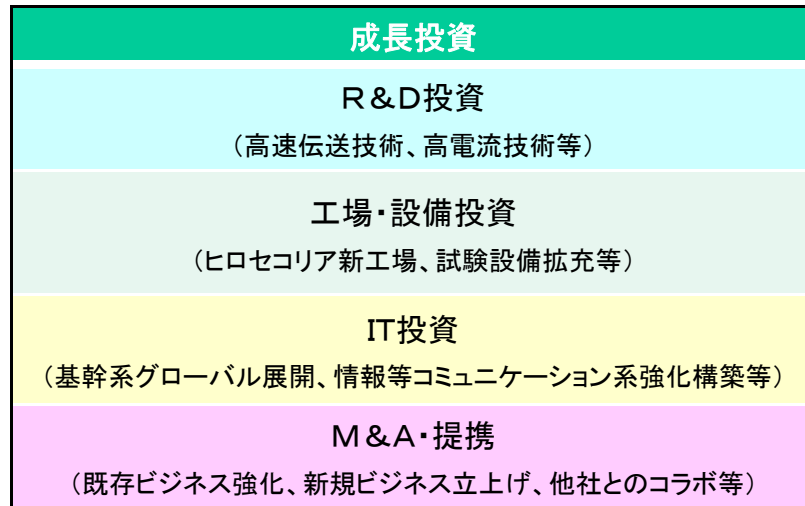 成長投資
R&D投資
(高速伝送技術、高電流技術等)
工場・設備投資
(ヒロセコリア新工場、試験設備拡充等)
IT投資
(基幹系グローバル展開、情報等コミュニケーション系強化構築等)
M&A・提携
(既存ビジネス強化、新規ビジネス立上げ、他社とのコラボ等)